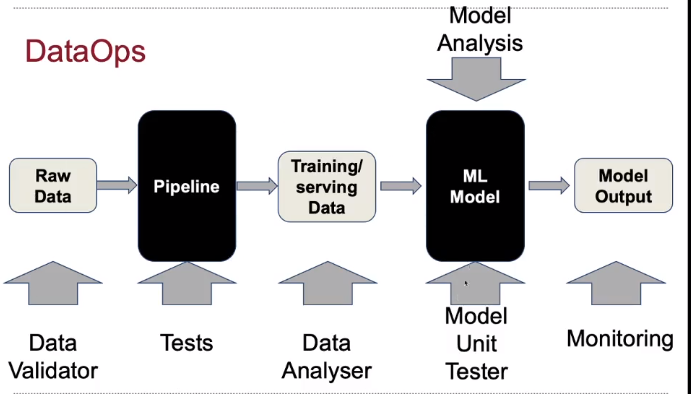 Model
Analysis
DataOps
Raw
Data
Pipeline
Training/
serving
Data
ML
Model
Model
Output
Data
Validator
Tests
Data
Analyser
Model
Unit
Tester
Monitoring